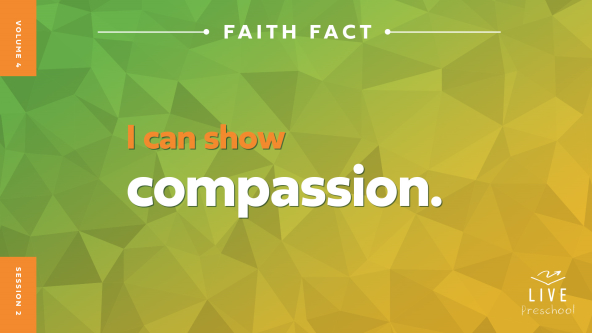 VOLUME 4
FAITH FACT
I can show
compassion.
SESSION 2
LIVE
Preschool